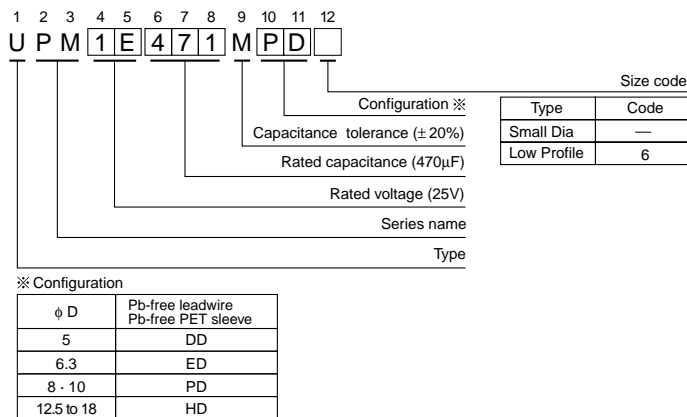 1 2 3 4 5 6 7 8 9 10 11 12
U P M 1 E 4 7 1 M P D
Size code
Configuration ※
Type Code
Capacitance tolerance (±20%)
Small Dia —
Rated capacitance (470μF)
Low Profile 6
Rated voltage (25V)
Series name
Type
※ Configuration
ϕ D Pb-free leadwire
Pb-free PET sleeve
5 DD
6.3 ED
8 · 10 PD
12.5 to 18 HD